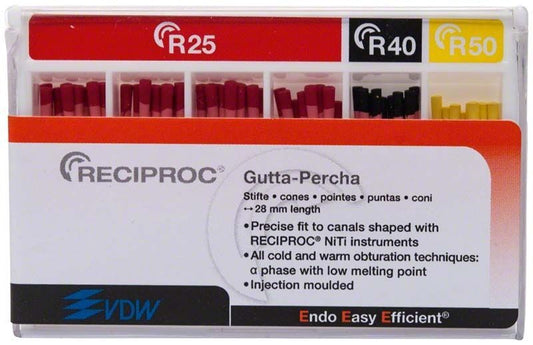 R25 R40 R50
RECIPROC®
Gutta-Percha
Stifte • cones • pointes • puntas • coni
↔ 28 mm length
• Precise fit to canals shaped with
RECIPROC® NiTi instruments
• All cold and warm obturation techniques:
α phase with low melting point
• Injection moulded
VDW
Endo Easy Efficient®